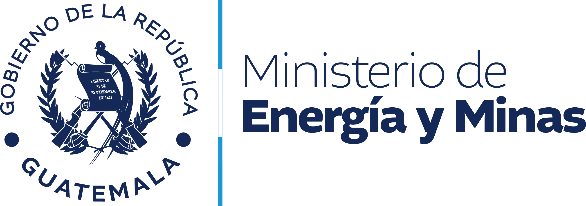 GOBIERNO DE LA REPÚBLICA
GUATEMALA
Ministerio de
Energía y Minas